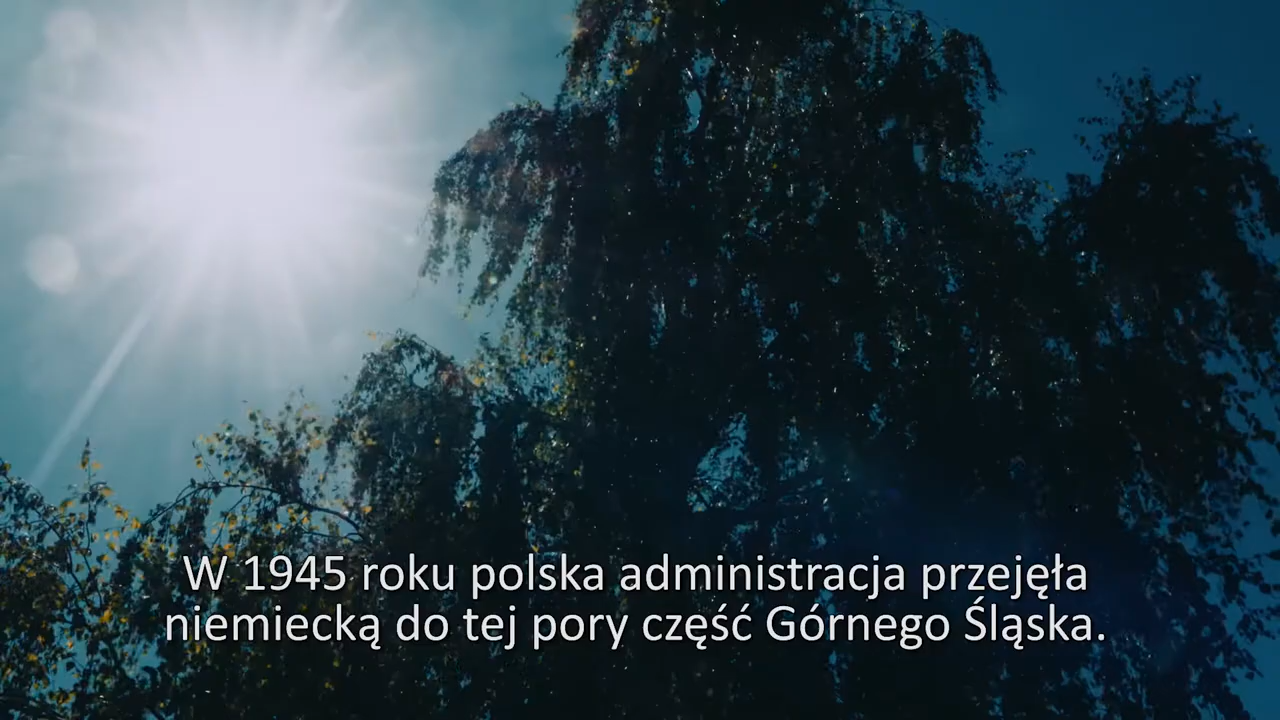 W 1945 roku polska administracja przejęła
niemiecką do tej pory część Górnego Śląska.